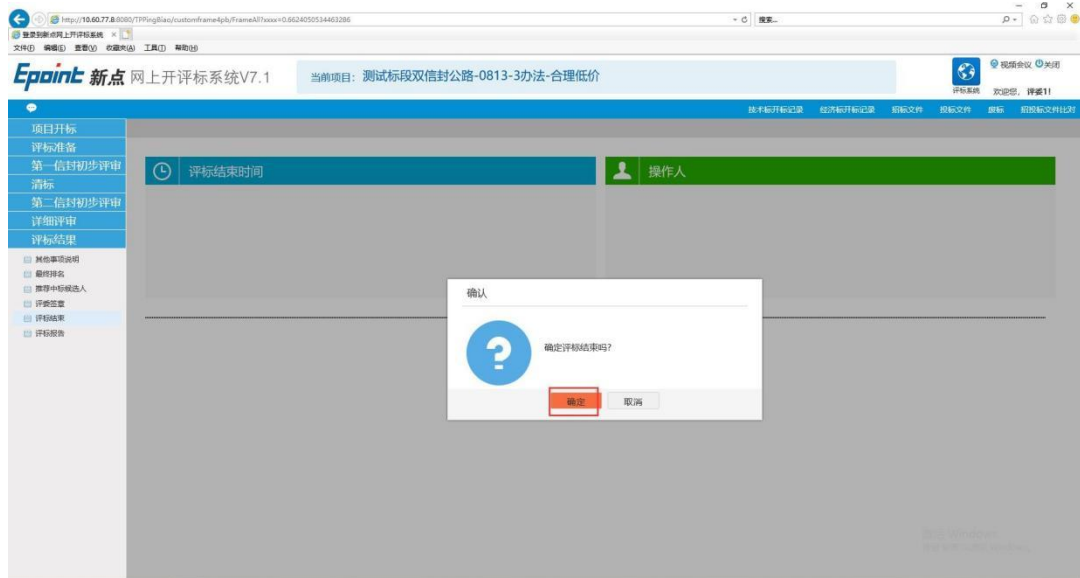 http://10.60.77.8:8080/TPPingBiao/customframe4pb/FrameAll?xxxx=0.6624050534463286
搜索...
登录到新点网上开评标系统
文件(F) 编辑(E) 查看(V) 收藏夹(A) 工具(T) 帮助(H)
Epoint 新点 网上开评标系统V7.1
当前项目：测试标段双信封公路-0813-3办法-合理低价
评标系统
视频会议 关闭
欢迎您，评委1!
技术标开标记录 经济标开标记录 招标文件 投标文件 废标 招投标文件比对
项目开标
评标准备
第一信封初步评审
清标
第二信封初步评审
详细评审
评标结果
其他事项说明
最终排名
推荐中标候选人
评委签章
评标结束
评标报告
评标结束时间
操作人
确认
确定评标结束吗?
确定 取消